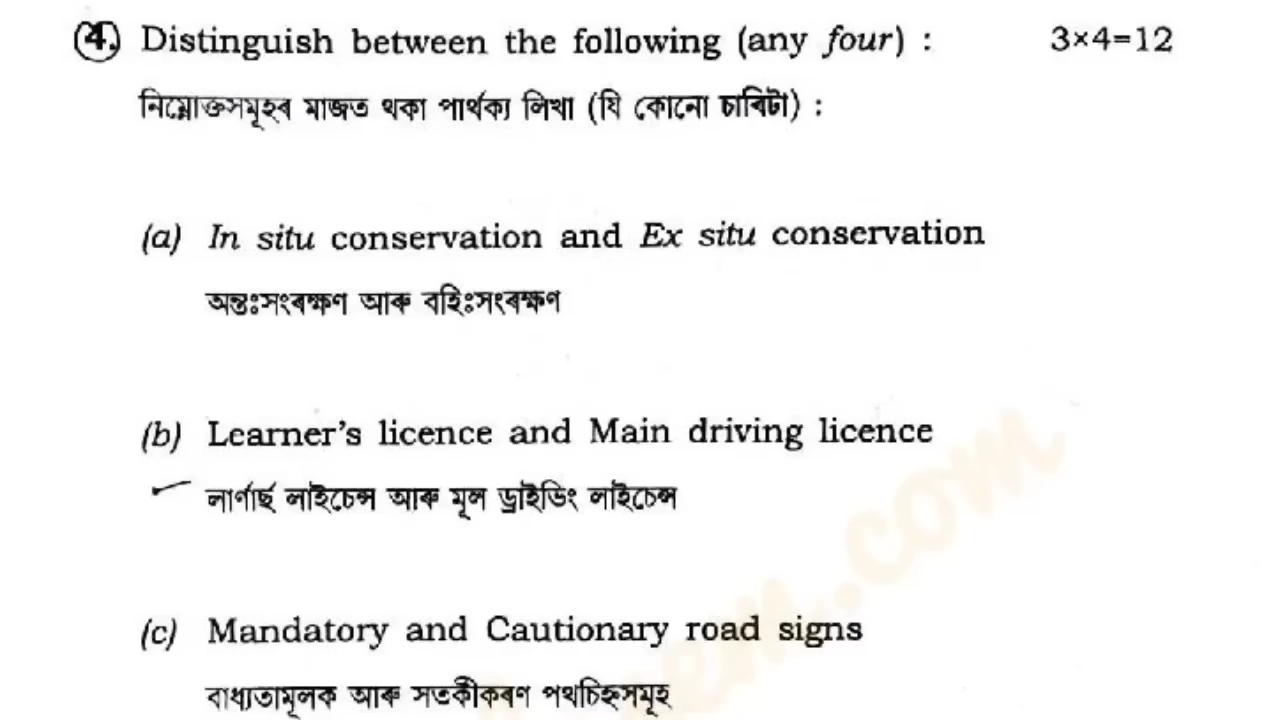 4. Distinguish between the following (any four) : 3×4=12
নিম্নোক্তসমূহৰ মাজত থকা পাৰ্থক্য লিখা (যি কোনো চাৰিটা) :
(a) In situ conservation and Ex situ conservation
অন্তঃসংৰক্ষণ আৰু বহিঃসংৰক্ষণ
(b) Learner's licence and Main driving licence
লাৰ্ণাৰ্ছ লাইচেন্স আৰু মূল ড্ৰাইভিং লাইচেন্স
(c) Mandatory and Cautionary road signs
বাধ্যতামূলক আৰু সতৰ্কীকৰণ পথচিহ্নসমূহ